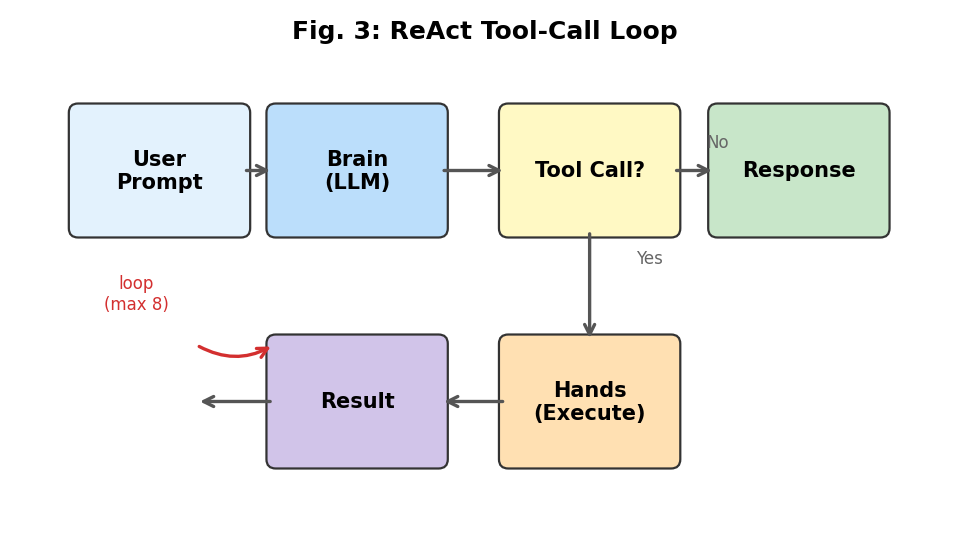 Fig. 3: ReAct Tool-Call Loop
User
Prompt
Brain
(LLM)
Tool Call?
No
Response
Yes
loop
(max 8)
Result
Hands
(Execute)